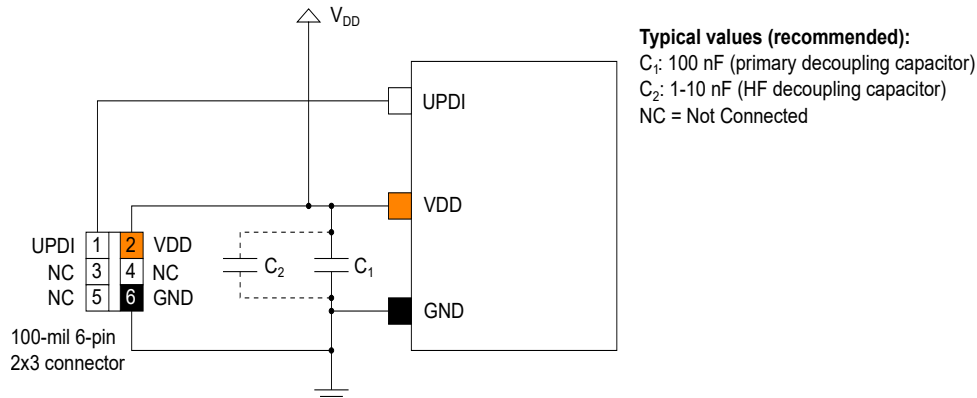 V_DD
Typical values (recommended):
C₁: 100 nF (primary decoupling capacitor)
C₂: 1-10 nF (HF decoupling capacitor)
NC = Not Connected
UPDI
VDD
UPDI 1 2 VDD
NC 3 4 NC
NC 5 6 GND
C₂
C₁
GND
100-mil 6-pin
2x3 connector